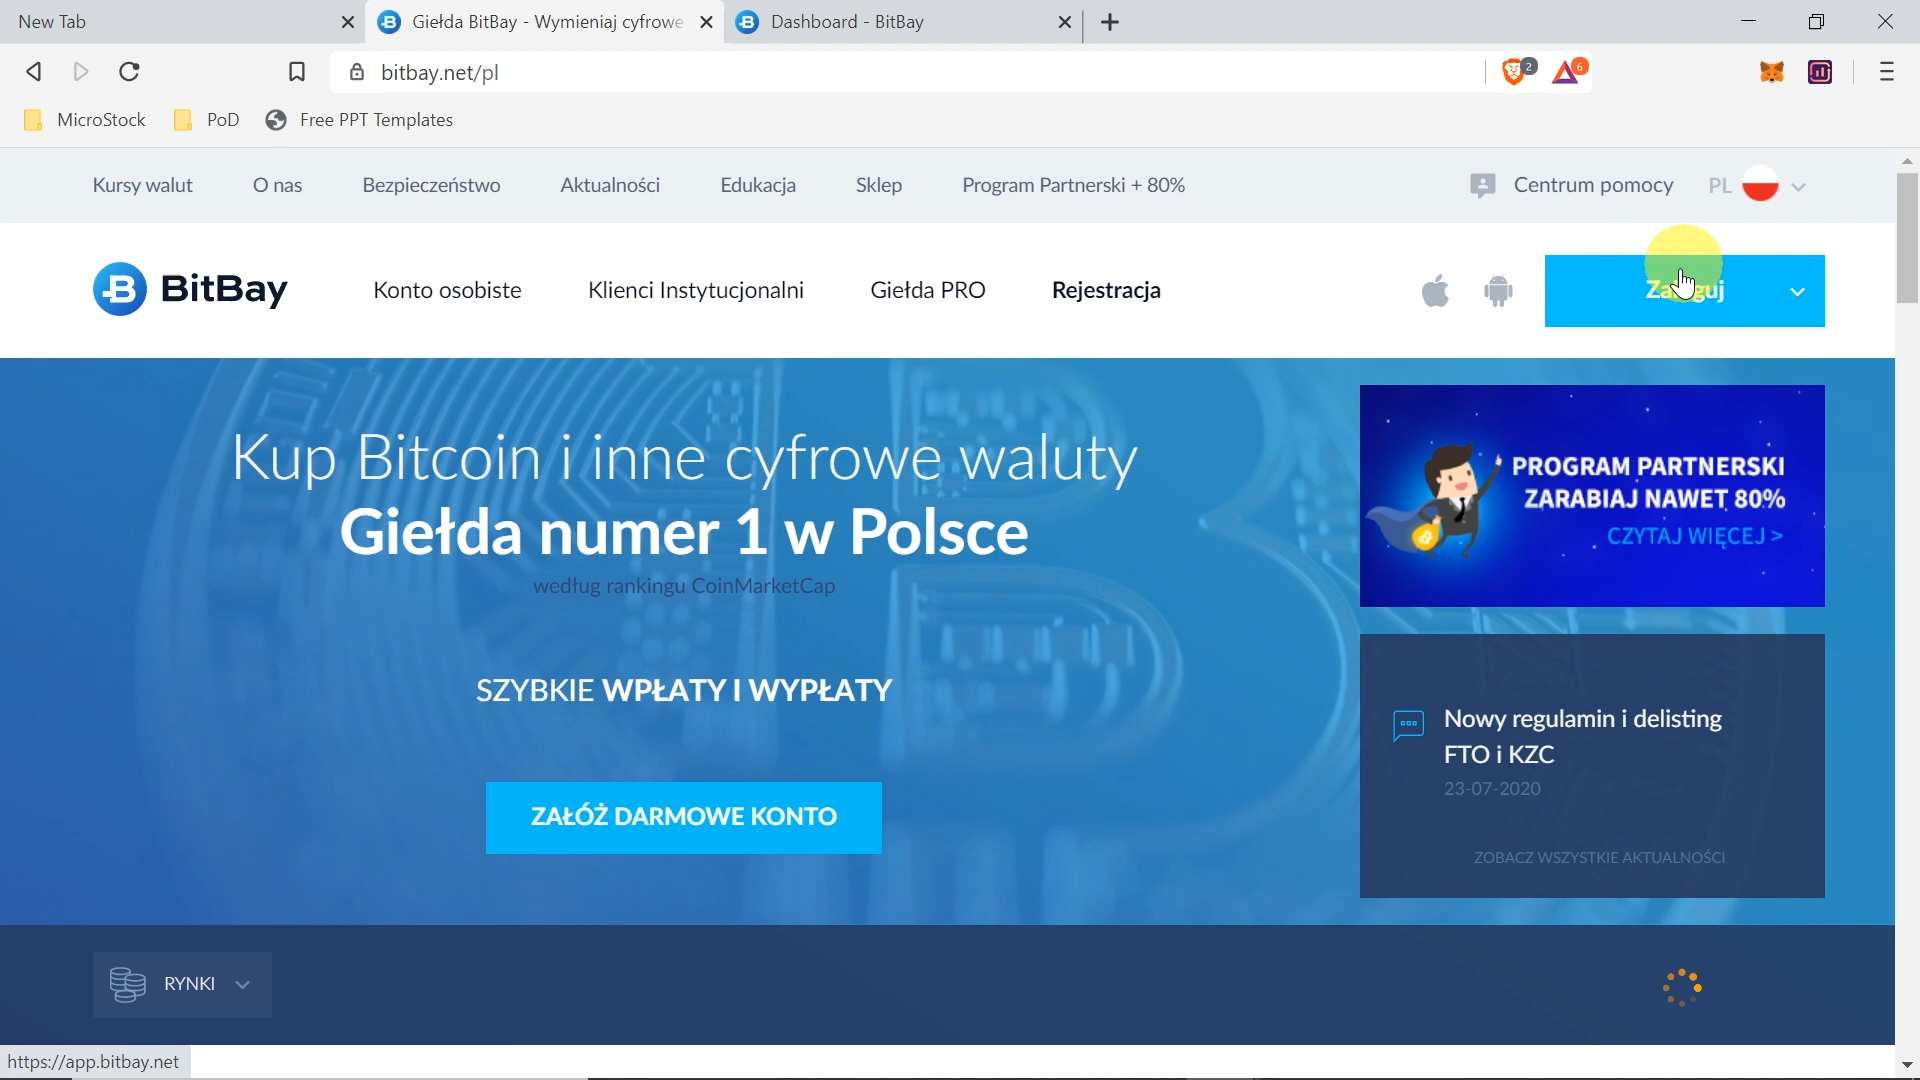 New Tab
Giełda BitBay - Wymieniaj cyfrowe
Dashboard - BitBay
bitbay.net/pl
2
6
MicroStock
PoD
Free PPT Templates
Kursy walut
O nas
Bezpieczeństwo
Aktualności
Edukacja
Sklep
Program Partnerski + 80%
Centrum pomocy
PL
BitBay
Konto osobiste
Klienci Instytucjonalni
Giełda PRO
Rejestracja
Kup Bitcoin i inne cyfrowe waluty
Giełda numer 1 w Polsce
według rankingu CoinMarketCap
SZYBKIE WPŁATY I WYPŁATY
ZAŁÓŻ DARMOWE KONTO
PROGRAM PARTNERSKI
ZARABIAJ NAWET 80%
CZYTAJ WIĘCEJ >
Nowy regulamin i delisting
FTO i KZC
23-07-2020
ZOBACZ WSZYSTKIE AKTUALNOŚCI
RYNKI
https://app.bitbay.net